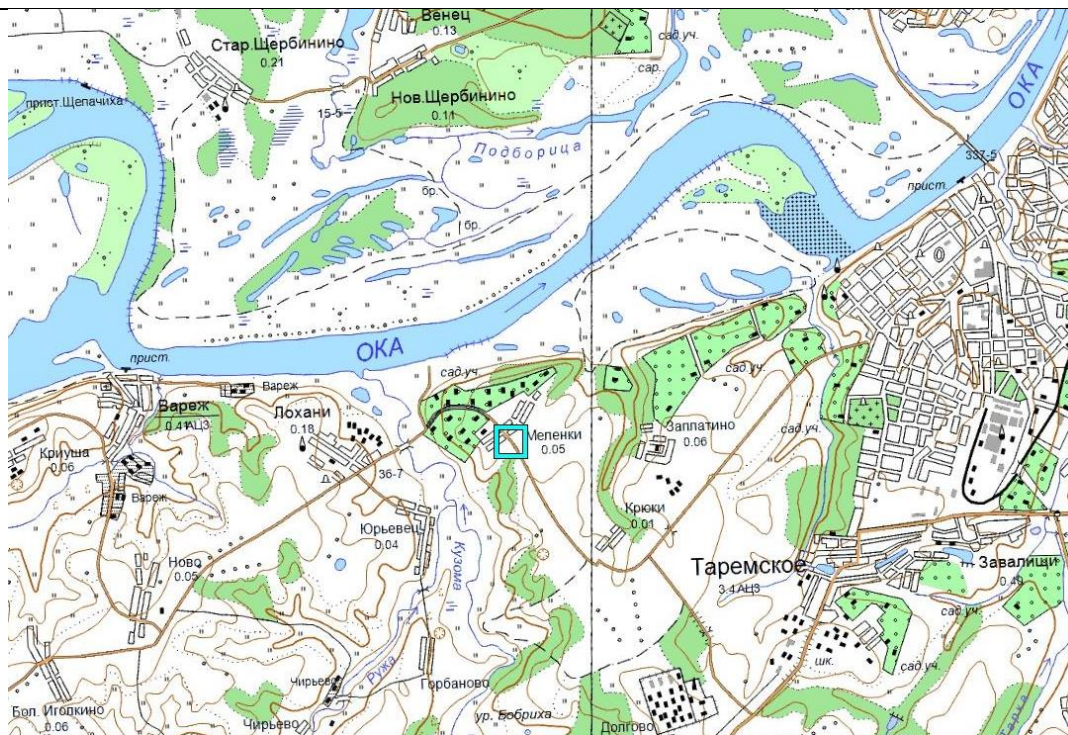 Венец
0.13
Стар.Щербинино
0.21
сад.уч.
сар.
ОКА
прист.Щепачиха
Нов.Щербинино
0.11
15-5
Подборица
337-5
прист.
бр.
бр.
ОКА
прист.
сад.уч.
сад.уч.
Вареж
Вареж
0.41АЦЗ
Лохани
0.18
Меленки
0.05
Заплатино
0.06
сад.уч.
Криуша
0.06
36-7
Вареж
Юрьевец
0.04
Кузома
Крюки
0.01
Ново
0.05
Таремское
3.4АЦЗ
Завалищи
0.49
сад.уч.
Ружа
шк.
сад.уч.
Чирьево
Горбаново
Бол. Иголкино
0.06
Чирьево
ур. Бобриха
Долгово